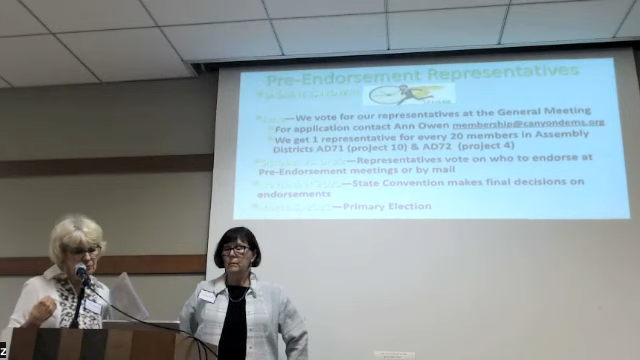 Pre-Endorsement Representatives
—We vote for our representatives at the General Meeting
For application contact Ann Owen membership@canyondems.org
We get 1 representative for every 20 members in Assembly
Districts AD71 (project 10) & AD72 (project 4)
—Representatives vote on who to endorse at
Pre-Endorsement meetings or by mail
—State Convention makes final decisions on
endorsements
—Primary Election
z